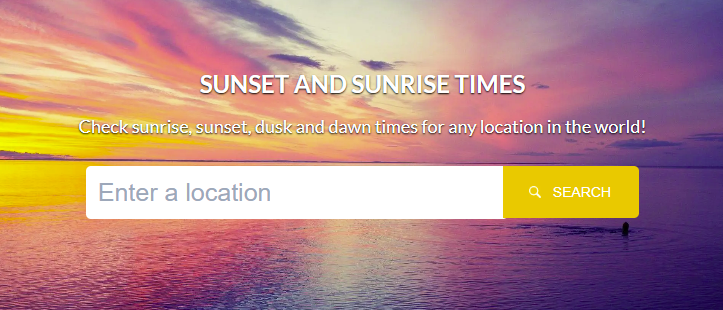 SUNSET AND SUNRISE TIMES
Check sunrise, sunset, dusk and dawn times for any location in the world!
Enter a location
SEARCH